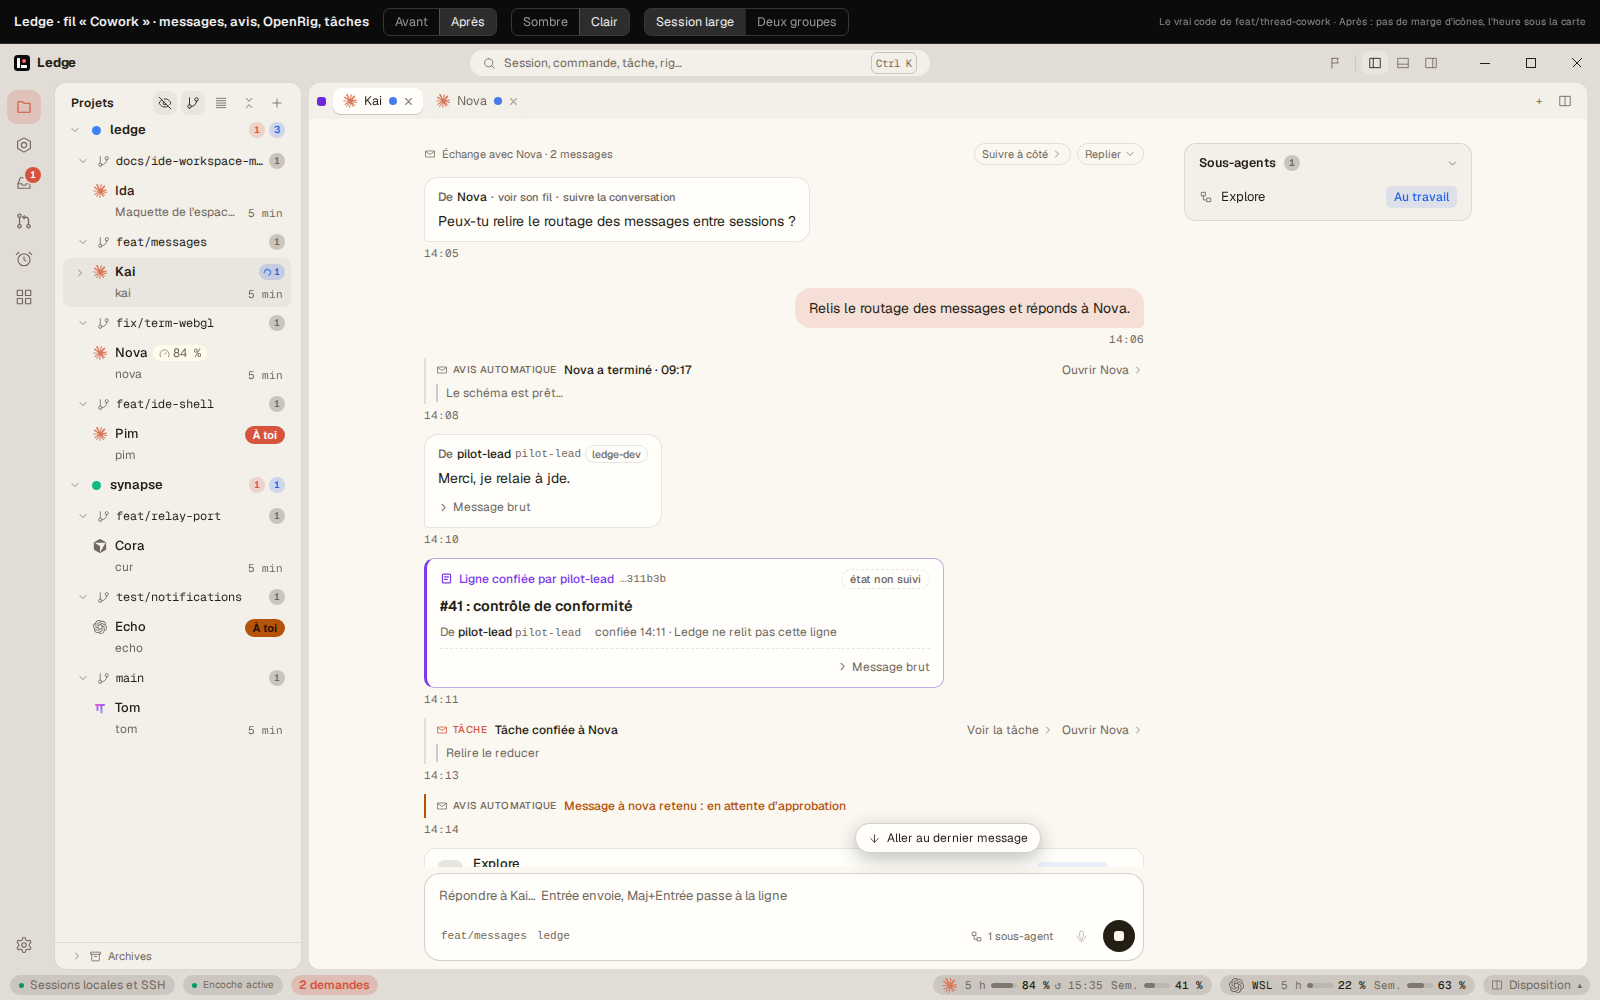 Ledge · fil « Cowork » · messages, avis, OpenRig, tâches
Avant
Après
Sombre
Clair
Session large
Deux groupes
Le vrai code de feat/thread-cowork · Après : pas de marge d'icônes, l'heure sous la carte
Ledge
Session, commande, tâche, rig…
Ctrl K
Projets
ledge
1
3
docs/ide-workspace-m…
1
Ida
Maquette de l'espac…
5 min
feat/messages
1
Kai
1
kai
5 min
fix/term-webgl
1
Nova
84 %
nova
5 min
feat/ide-shell
1
Pim
À toi
pim
synapse
1
1
feat/relay-port
1
Cora
cur
5 min
test/notifications
1
Echo
À toi
echo
main
1
Tom
tom
5 min
Archives
1
Kai
Nova
Échange avec Nova · 2 messages
Suivre à côté
Replier
De Nova · voir son fil · suivre la conversation
Peux-tu relire le routage des messages entre sessions ?
14:05
Relis le routage des messages et réponds à Nova.
14:06
AVIS AUTOMATIQUE Nova a terminé · 09:17
Ouvrir Nova
Le schéma est prêt…
14:08
De pilot-lead pilot-lead ledge-dev
Merci, je relaie à jde.
Message brut
14:10
Ligne confiée par pilot-lead …311b3b
état non suivi
#41 : contrôle de conformité
De pilot-lead pilot-lead confiée 14:11 · Ledge ne relit pas cette ligne
Message brut
14:11
TÂCHE Tâche confiée à Nova
Voir la tâche
Ouvrir Nova
Relire le reducer
14:13
AVIS AUTOMATIQUE Message à nova retenu : en attente d'approbation
14:14
Aller au dernier message
Explore
Répondre à Kai… Entrée envoie, Maj+Entrée passe à la ligne
feat/messages ledge
1 sous-agent
Sous-agents 1
Explore
Au travail
Sessions locales et SSH
Encoche active
2 demandes
5 h 84 % ↺ 15:35 Sem. 41 %
WSL 5 h 22 % Sem. 63 %
Disposition